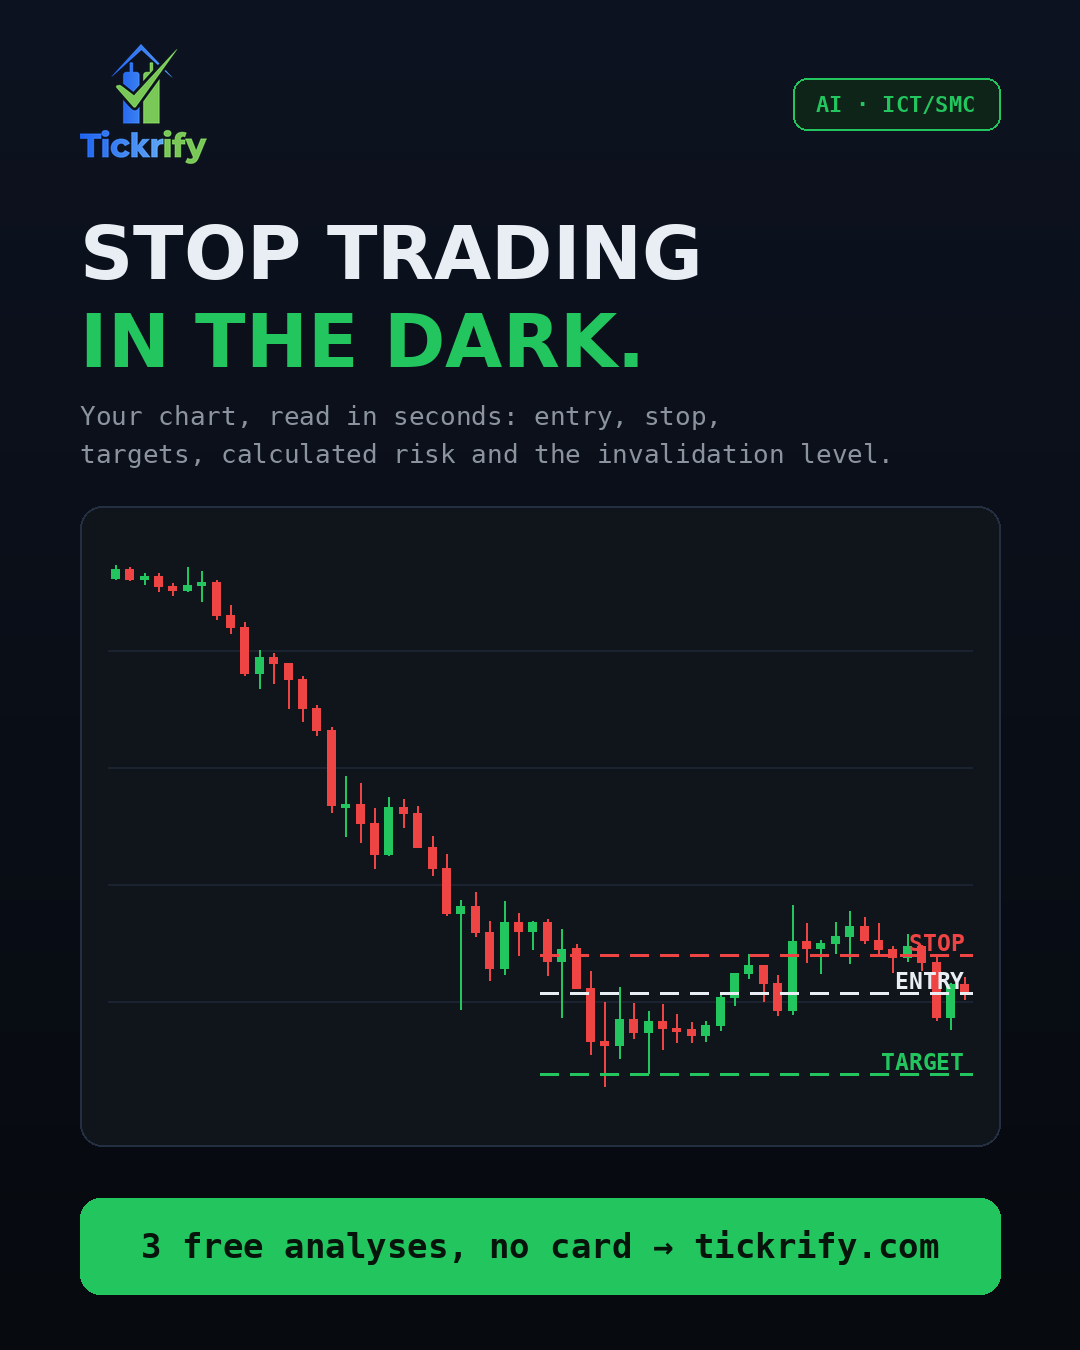 Tickrify
AI · ICT/SMC
STOP TRADING
IN THE DARK.
Your chart, read in seconds: entry, stop,
targets, calculated risk and the invalidation level.
STOP
ENTRY
TARGET
3 free analyses, no card → tickrify.com